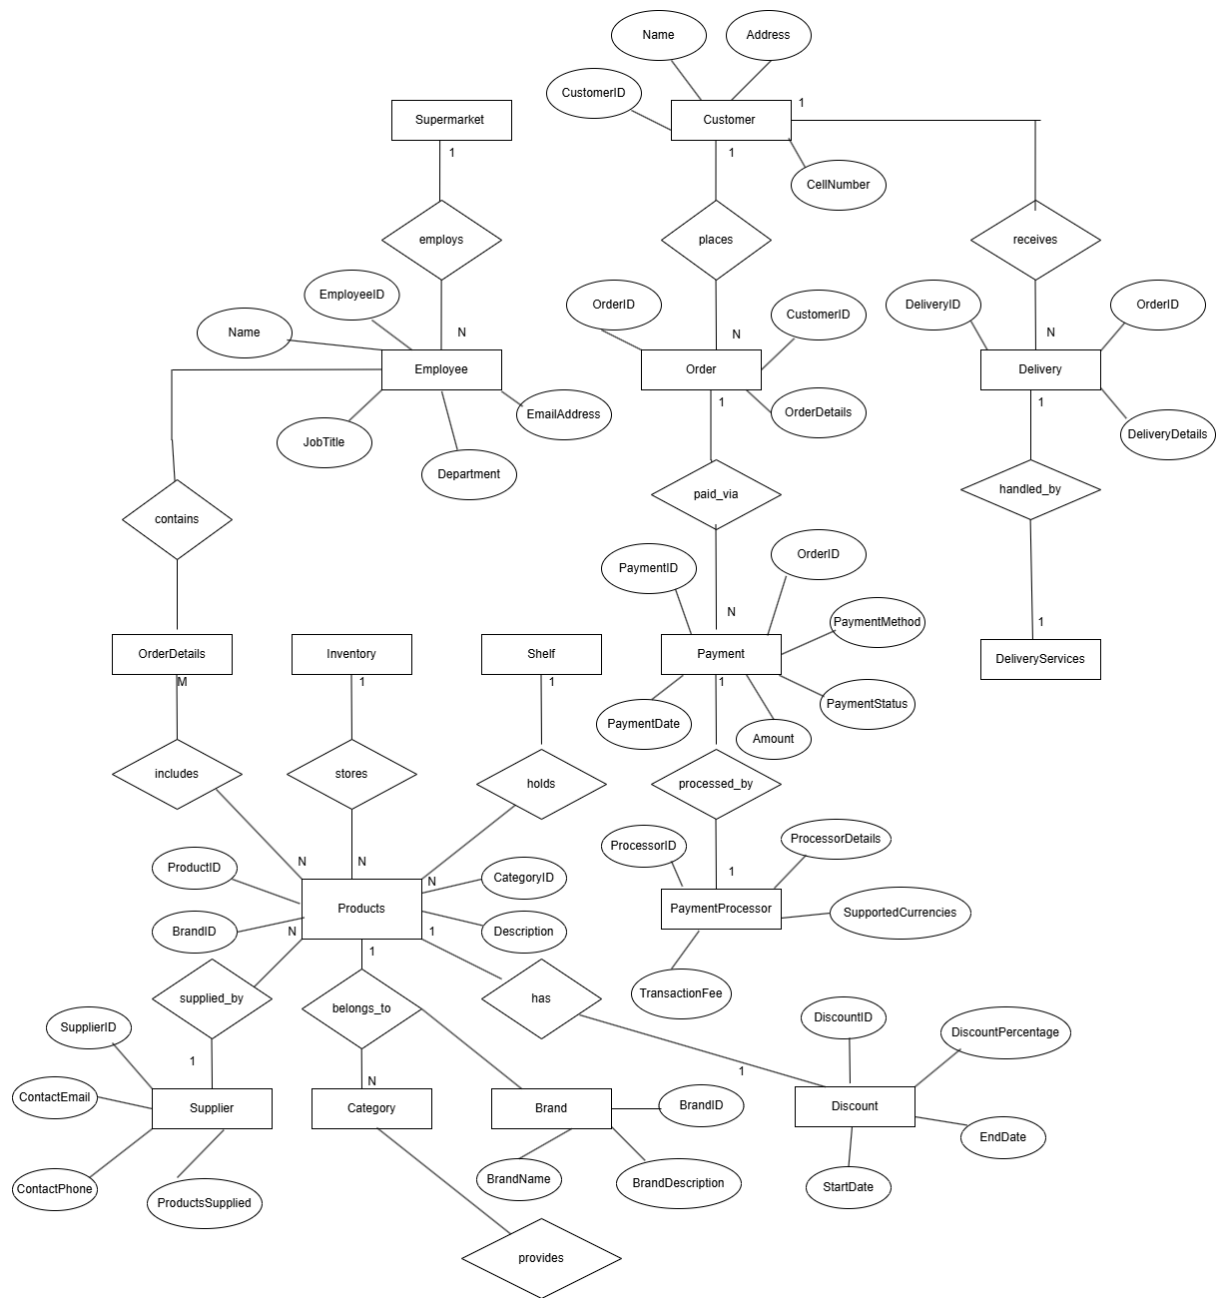 Name
Address
CustomerID
Supermarket
Customer
1
1
1
CellNumber
employs
places
receives
EmployeeID
OrderID
CustomerID
DeliveryID
OrderID
Name
N
N
N
Employee
Order
Delivery
1
1
EmailAddress
OrderDetails
JobTitle
DeliveryDetails
Department
contains
paid_via
handled_by
PaymentID
OrderID
N
PaymentMethod
1
OrderDetails
Inventory
Shelf
Payment
DeliveryServices
M
1
1
1
PaymentStatus
PaymentDate
Amount
includes
stores
holds
processed_by
ProcessorID
ProcessorDetails
N
N
ProductID
N
CategoryID
1
Products
PaymentProcessor
SupportedCurrencies
BrandID
N
1
Description
1
supplied_by
belongs_to
has
TransactionFee
SupplierID
DiscountID
DiscountPercentage
1
1
N
ContactEmail
Supplier
Category
Brand
BrandID
Discount
EndDate
ContactPhone
ProductsSupplied
BrandName
BrandDescription
StartDate
provides